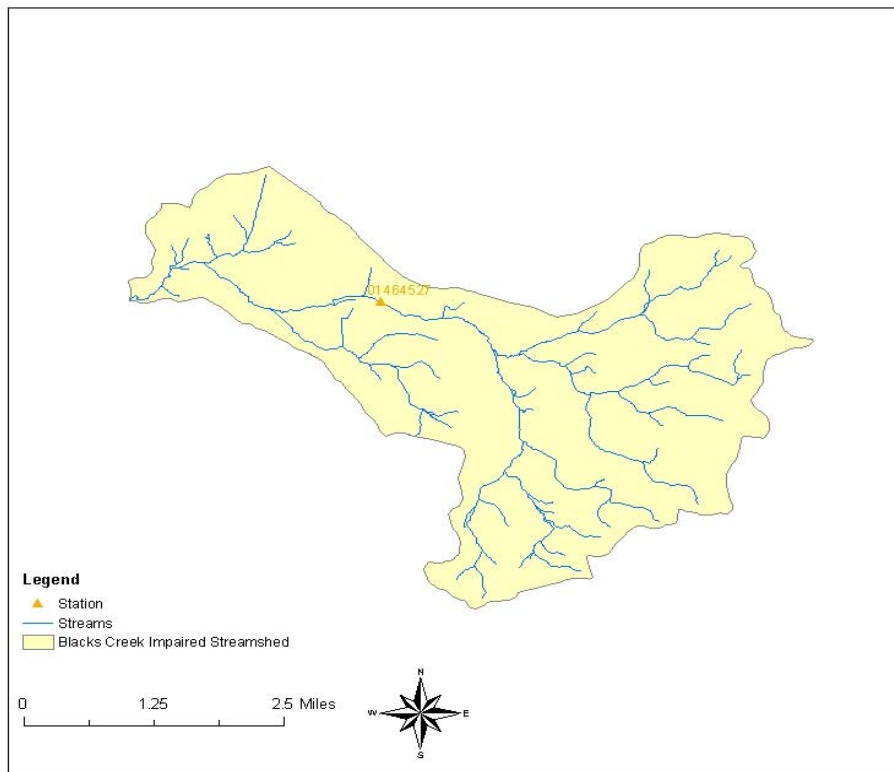 01464527
Legend
Station
Streams
Blacks Creek Impaired Streamshed
0 1.25 2.5 Miles
N
W E
S